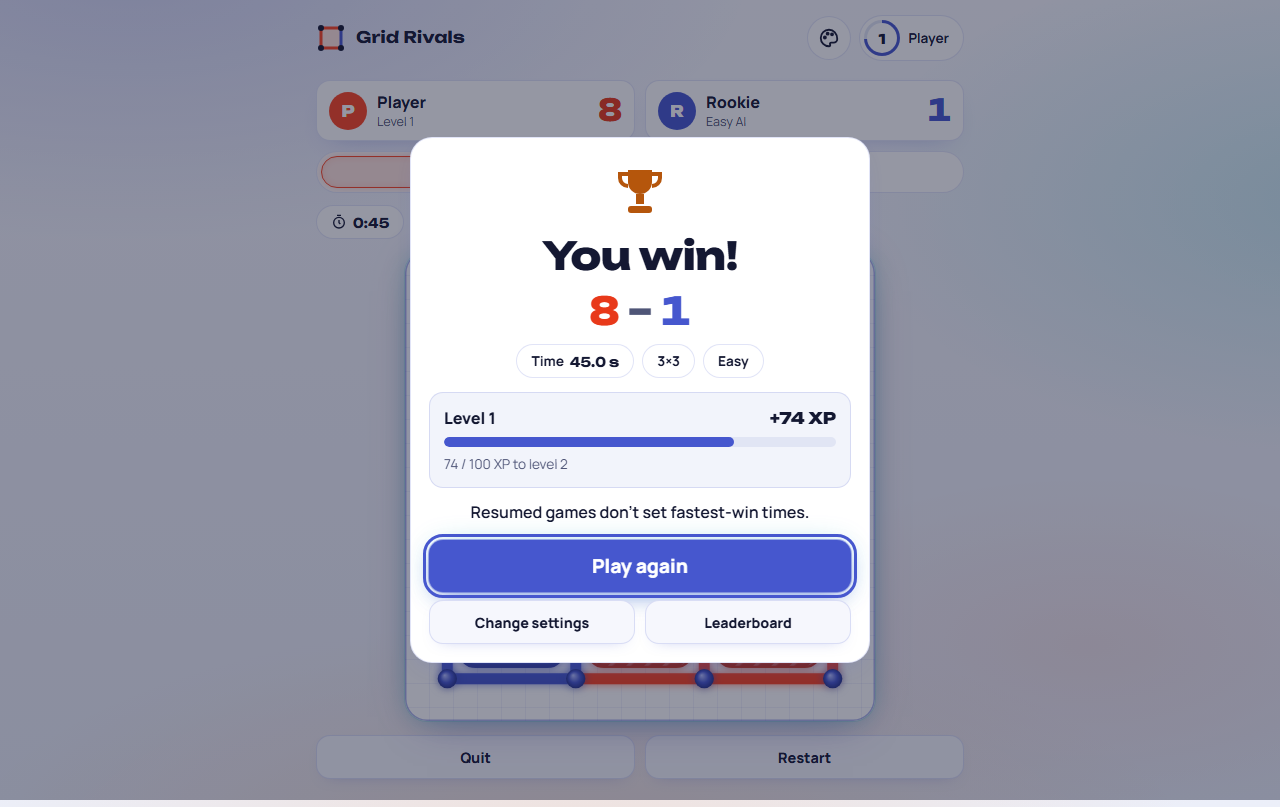 Grid Rivals
1 Player
P Player 8
Level 1
R Rookie 1
Easy AI
0:45
You win!
8 – 1
Time 45.0 s 3×3 Easy
Level 1 +74 XP
74 / 100 XP to level 2
Resumed games don't set fastest-win times.
Play again
Change settings Leaderboard
Quit Restart